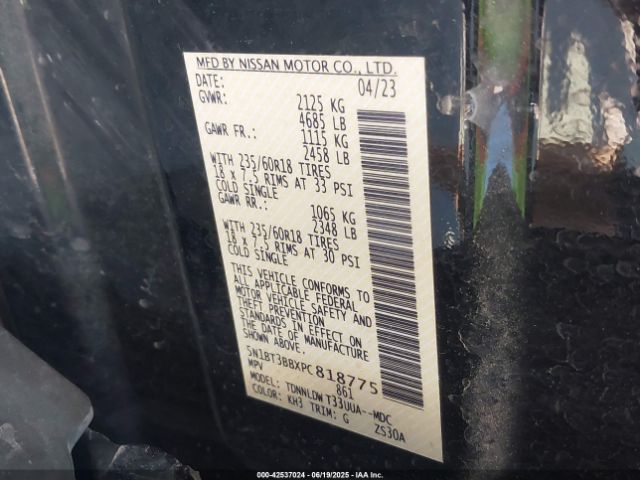 MFD BY NISSAN MOTOR CO., LTD.
DATE: 04/23
GVWR: 2125 KG
4685 LB
GAWR FR.: 1115 KG
2458 LB
WITH 235/60R18 TIRES
18 x 7.5 RIMS AT 33 PSI
COLD SINGLE
GAWR RR.: 1065 KG
2348 LB
WITH 235/60R18 TIRES
18 x 7.5 RIMS AT 30 PSI
COLD SINGLE
THIS VEHICLE CONFORMS TO
ALL APPLICABLE FEDERAL
MOTOR VEHICLE SAFETY AND
THEFT PREVENTION
STANDARDS IN EFFECT ON
THE DATE OF MANUFACTURE
SHOWN ABOVE.
5N1BT3BBXPC818775
MPV 861
MODEL: TDNNLDW T33UUA--MDC
COLOR: KH3 TRIM: G ZS30A
000-42537024 - 06/19/2025 - IAAI.com